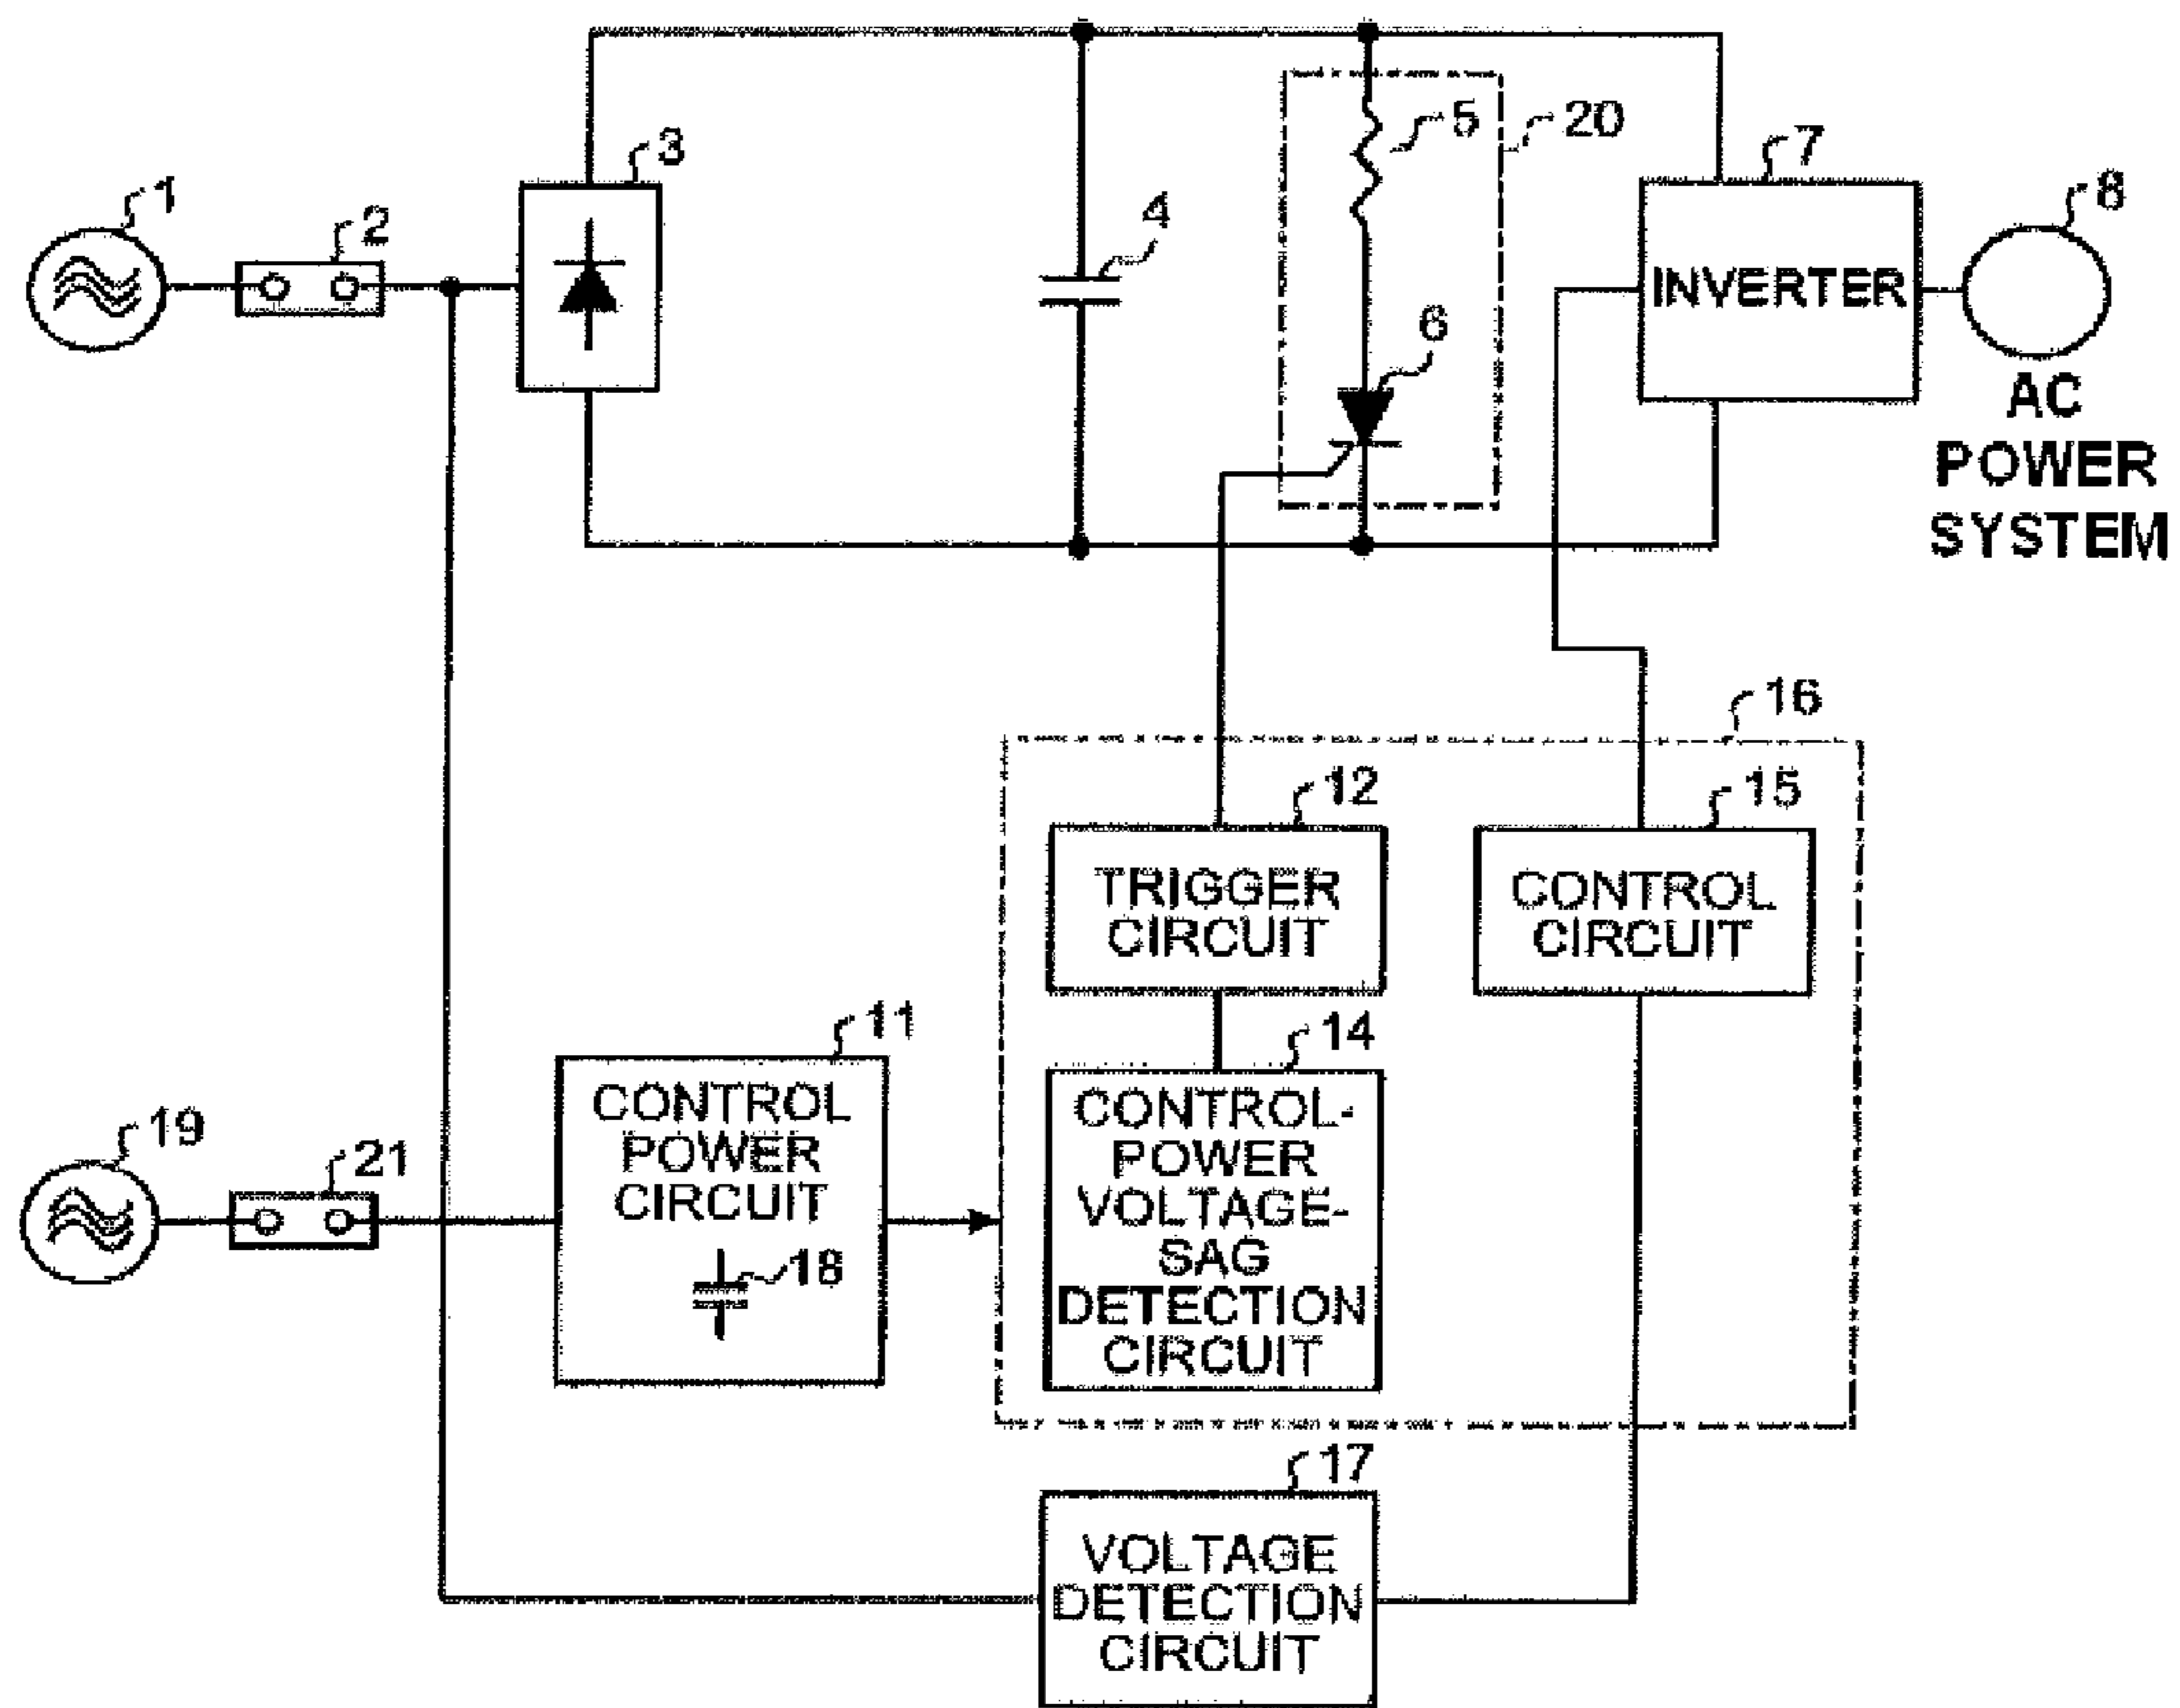 1
2
3
4
5
20
6
7
INVERTER
8
AC
POWER
SYSTEM
16
12
TRIGGER
CIRCUIT
15
CONTROL
CIRCUIT
11
CONTROL
POWER
CIRCUIT
18
14
CONTROL-
POWER
VOLTAGE-
SAG
DETECTION
CIRCUIT
19
21
17
VOLTAGE
DETECTION
CIRCUIT